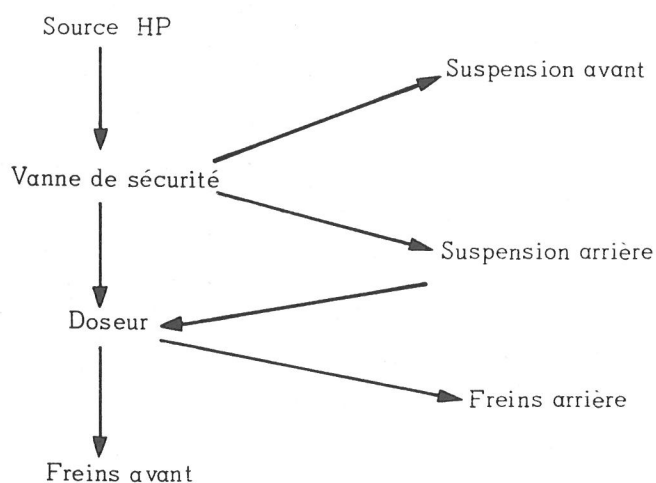 Source HP
Suspension avant
Vanne de sécurité
Suspension arrière
Doseur
Freins arrière
Freins avant